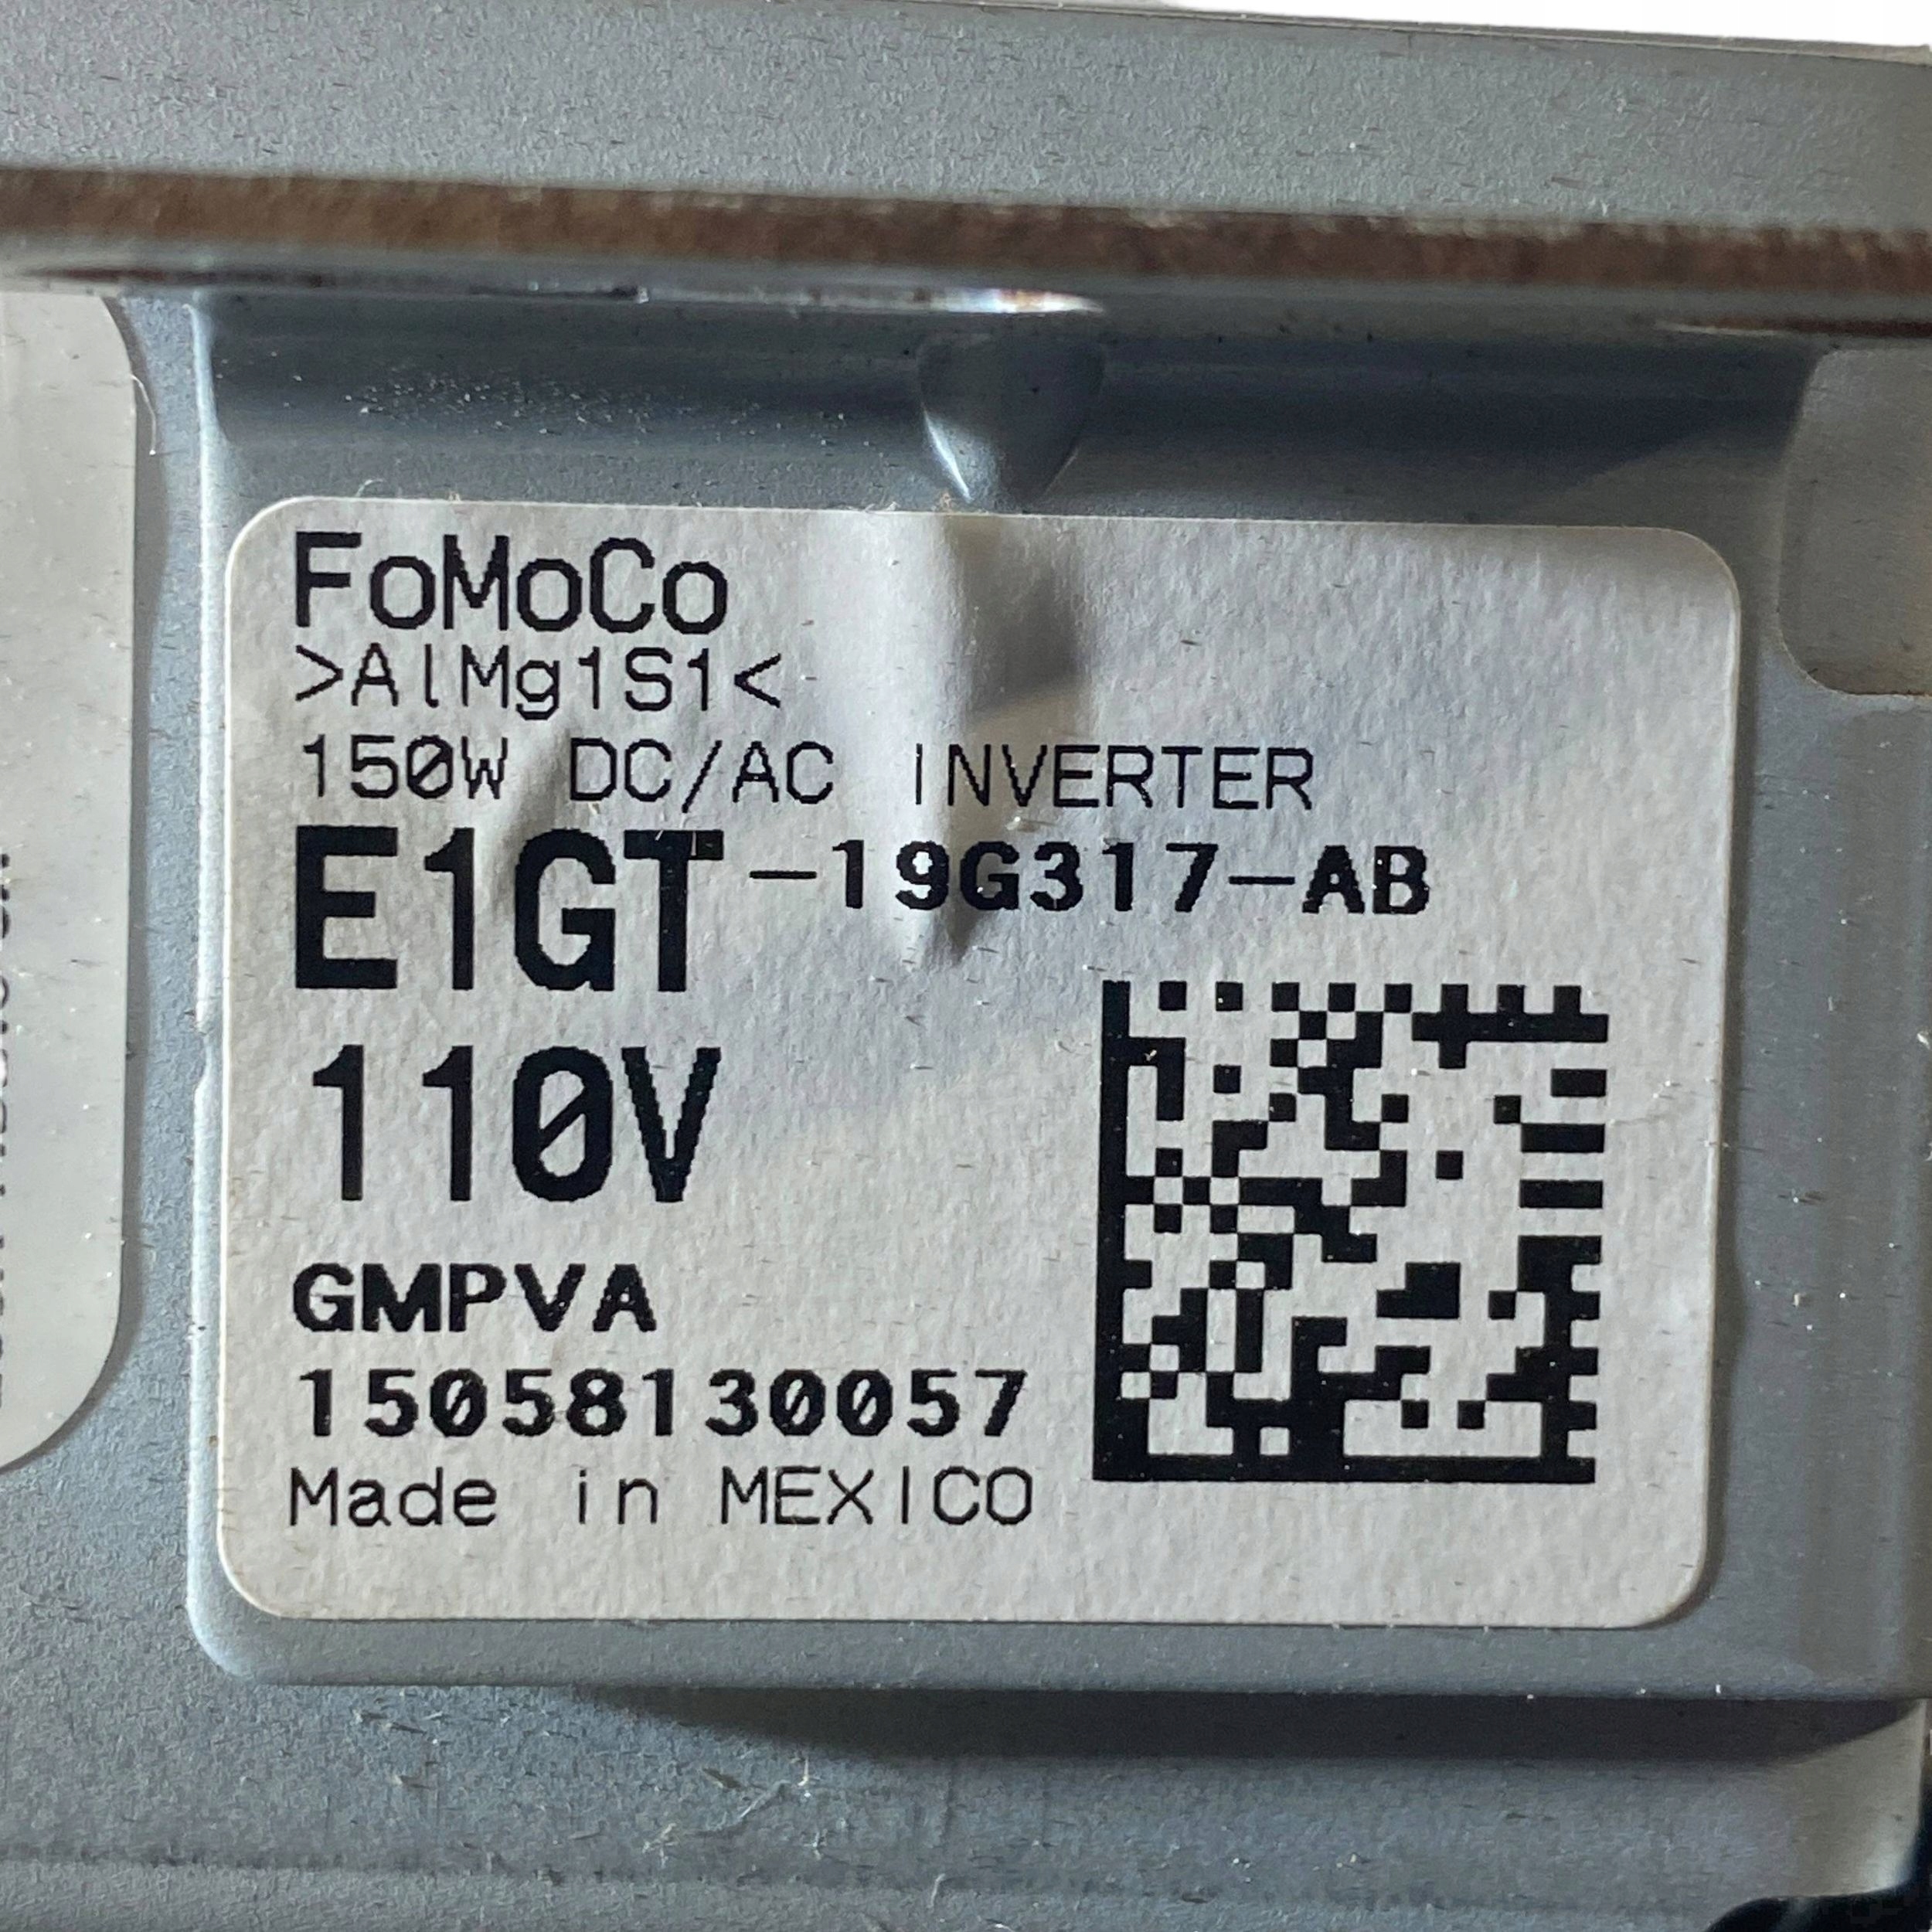 FoMoCo
>AlMg1S1<
150W DC/AC INVERTER
E1GT-19G317-AB
110V
GMPVA
15058130057
Made in MEXICO